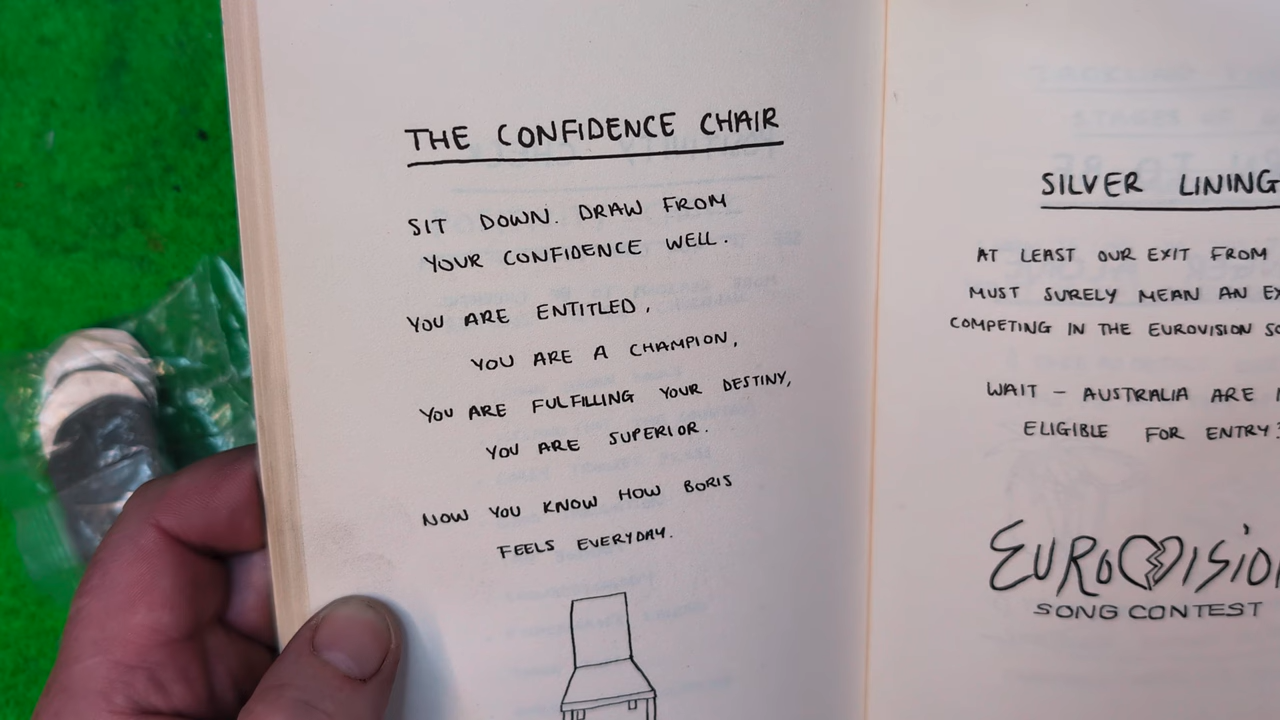 THE CONFIDENCE CHAIR
SIT DOWN. DRAW FROM
YOUR CONFIDENCE WELL.
YOU ARE ENTITLED,
YOU ARE A CHAMPION,
YOU ARE FULFILLING YOUR DESTINY,
YOU ARE SUPERIOR.
NOW YOU KNOW HOW BORIS
FEELS EVERYDAY.
SILVER LINING
AT LEAST OUR EXIT FROM
MUST SURELY MEAN AN
COMPETING IN THE EUROVISION
WAIT - AUSTRALIA ARE
ELIGIBLE FOR ENTRY?
SONG CONTEST